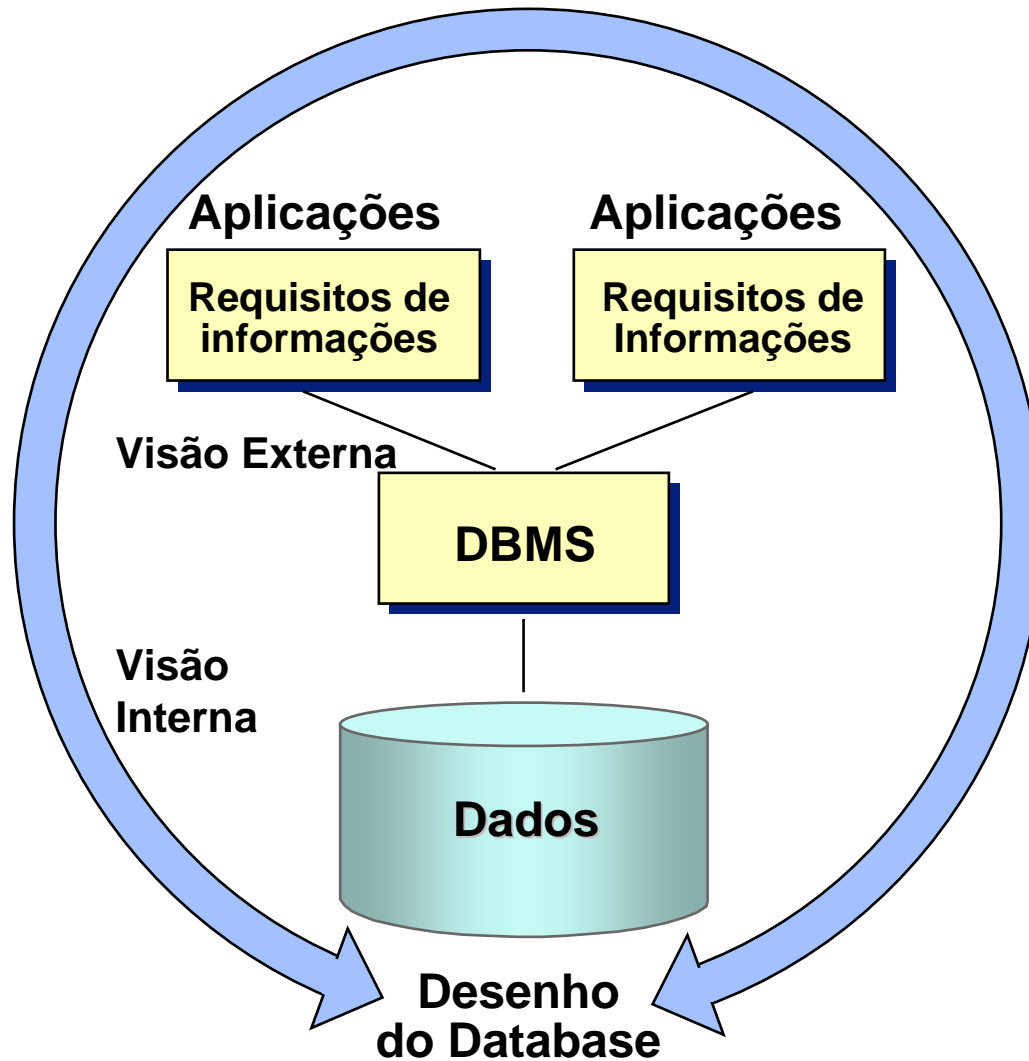 Aplicações
Aplicações
Requisitos de
informações
Requisitos de
Informações
Visão Externa
DBMS
Visão
Interna
Dados
Desenho
do Database